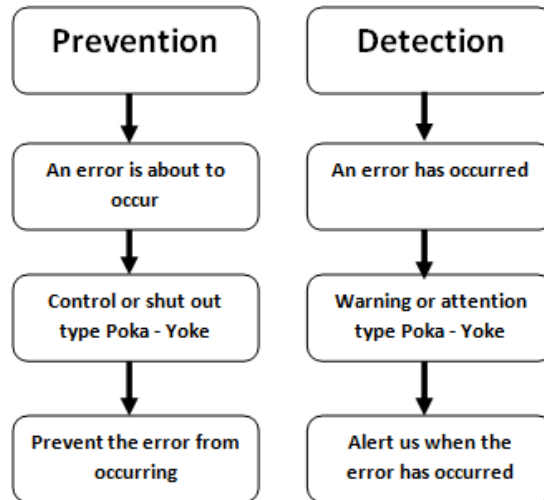 Prevention
An error is about to
occur
Control or shut out
type Poka - Yoke
Prevent the error from
occurring
Detection
An error has occurred
Warning or attention
type Poka - Yoke
Alert us when the
error has occurred